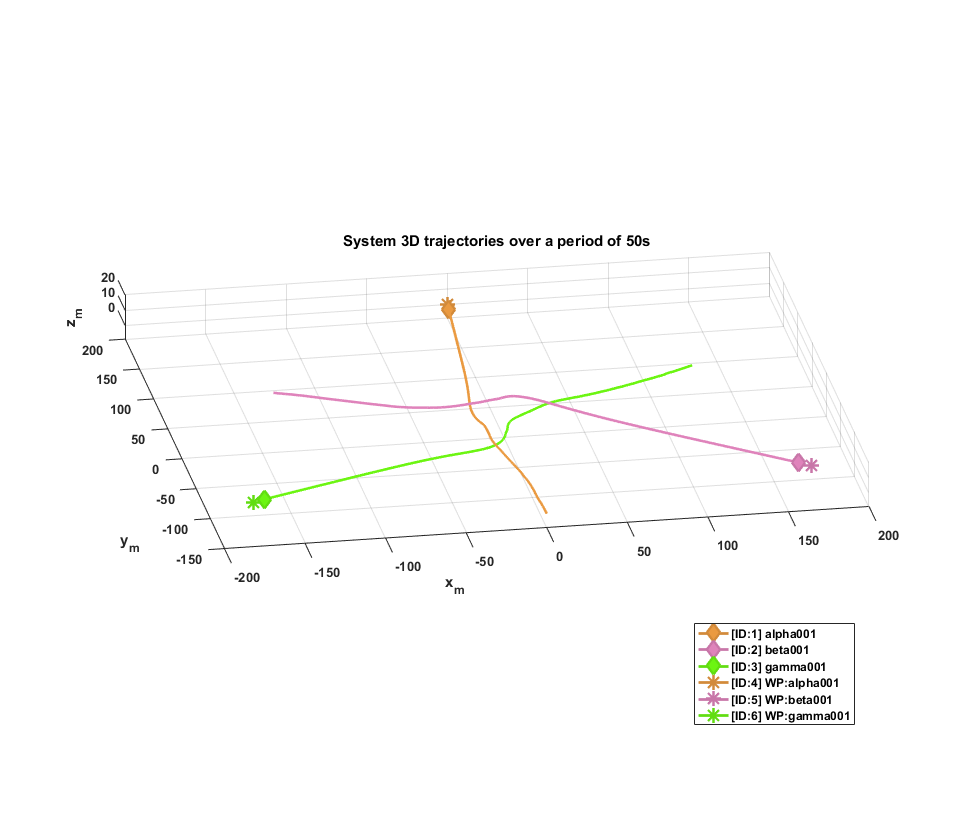 System 3D trajectories over a period of 50s
20
10
0
z_m
200
150
100
50
0
-50
-100
-150
y_m
-200
-150
-100
-50
0
50
100
150
200
x_m
[ID:1] alpha001
[ID:2] beta001
[ID:3] gamma001
[ID:4] WP:alpha001
[ID:5] WP:beta001
[ID:6] WP:gamma001